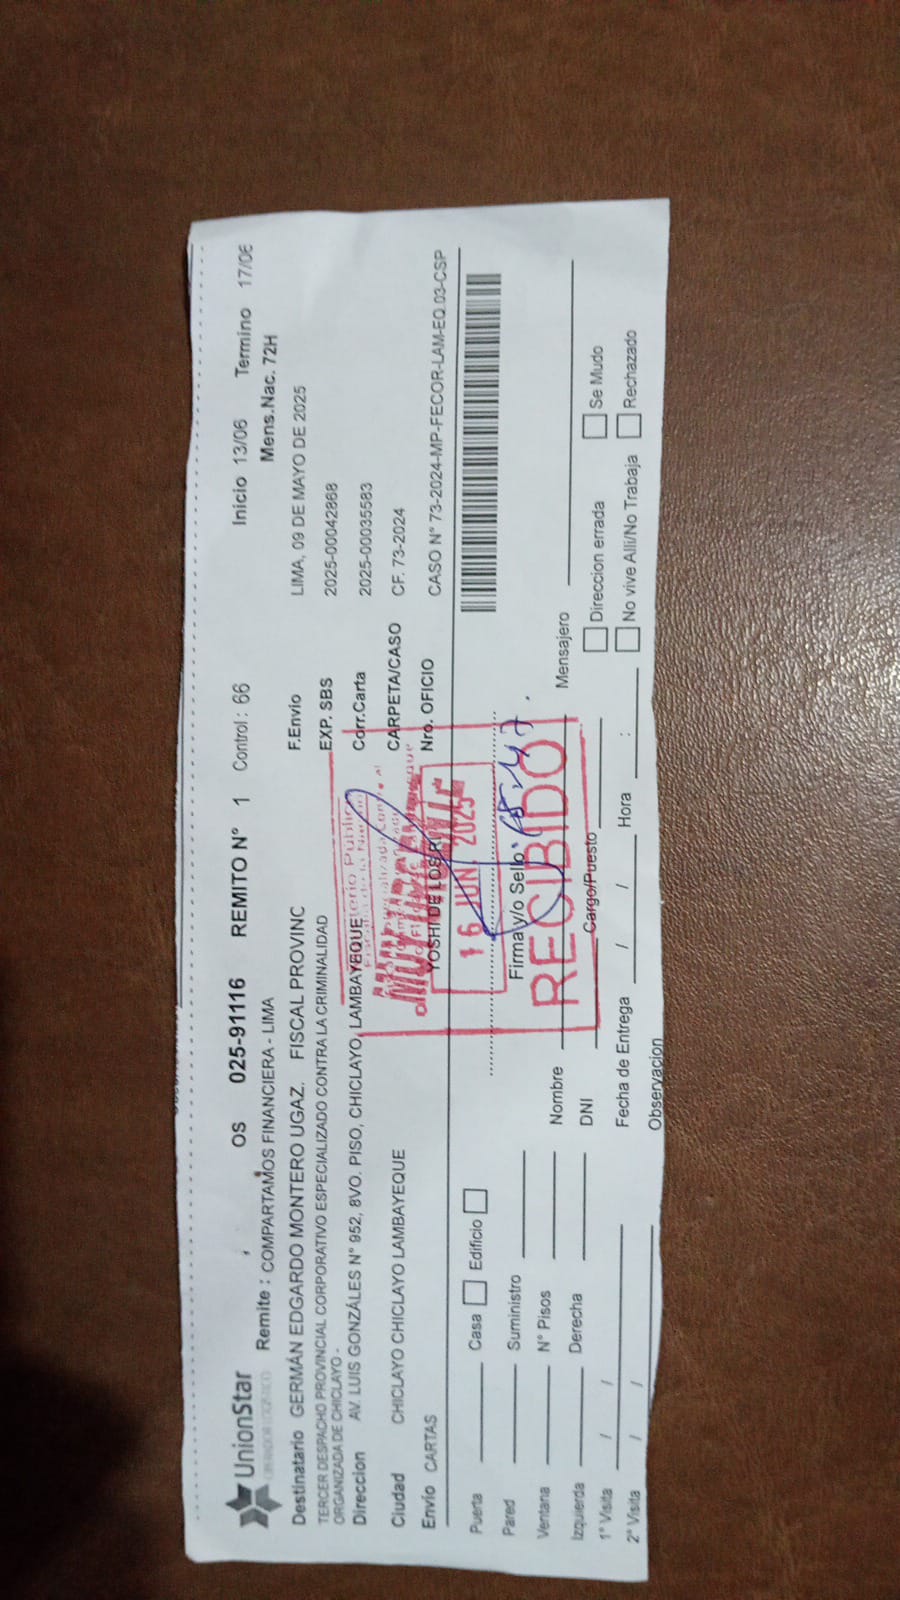 UnionStar
OS 025-91116 REMITO N° 1 Control: 66 Inicio 13/06 Termino 17/06
Remite : COMPARTAMOS FINANCIERA - LIMA Mens.Nac. 72H
Destinatario GERMÁN EDGARDO MONTERO UGAZ. FISCAL PROVINC F.Envio LIMA, 09 DE MAYO DE 2025
TERCER DESPACHO PROVINCIAL CORPORATIVO ESPECIALIZADO CONTRA LA CRIMINALIDAD EXP. SBS 2025-00042868
ORGANIZADA DE CHICLAYO -
Direccion AV. LUIS GONZÁLES N° 952, 8VO. PISO, CHICLAYO, LAMBAYEQUE Corr.Carta 2025-00035583
Ciudad CHICLAYO CHICLAYO LAMBAYEQUE CARPETA/CASO CF. 73-2024
Envio CARTAS Nro. OFICIO CASO N° 73-2024-MP-FECOR-LAM-EQ.03-CSP
YOSHI DE LOS RI
16 JUN. 2025
RECIBIDO
Puerta Casa Edificio
Pared Suministro Firma y/o Sello
Ventana N° Pisos Nombre Mensajero
Izquierda Derecha DNI Cargo/Puesto Direccion errada Se Mudo
1° Visita / / Fecha de Entrega / / Hora : No vive Alli/No Trabaja Rechazado
2° Visita / / Observacion